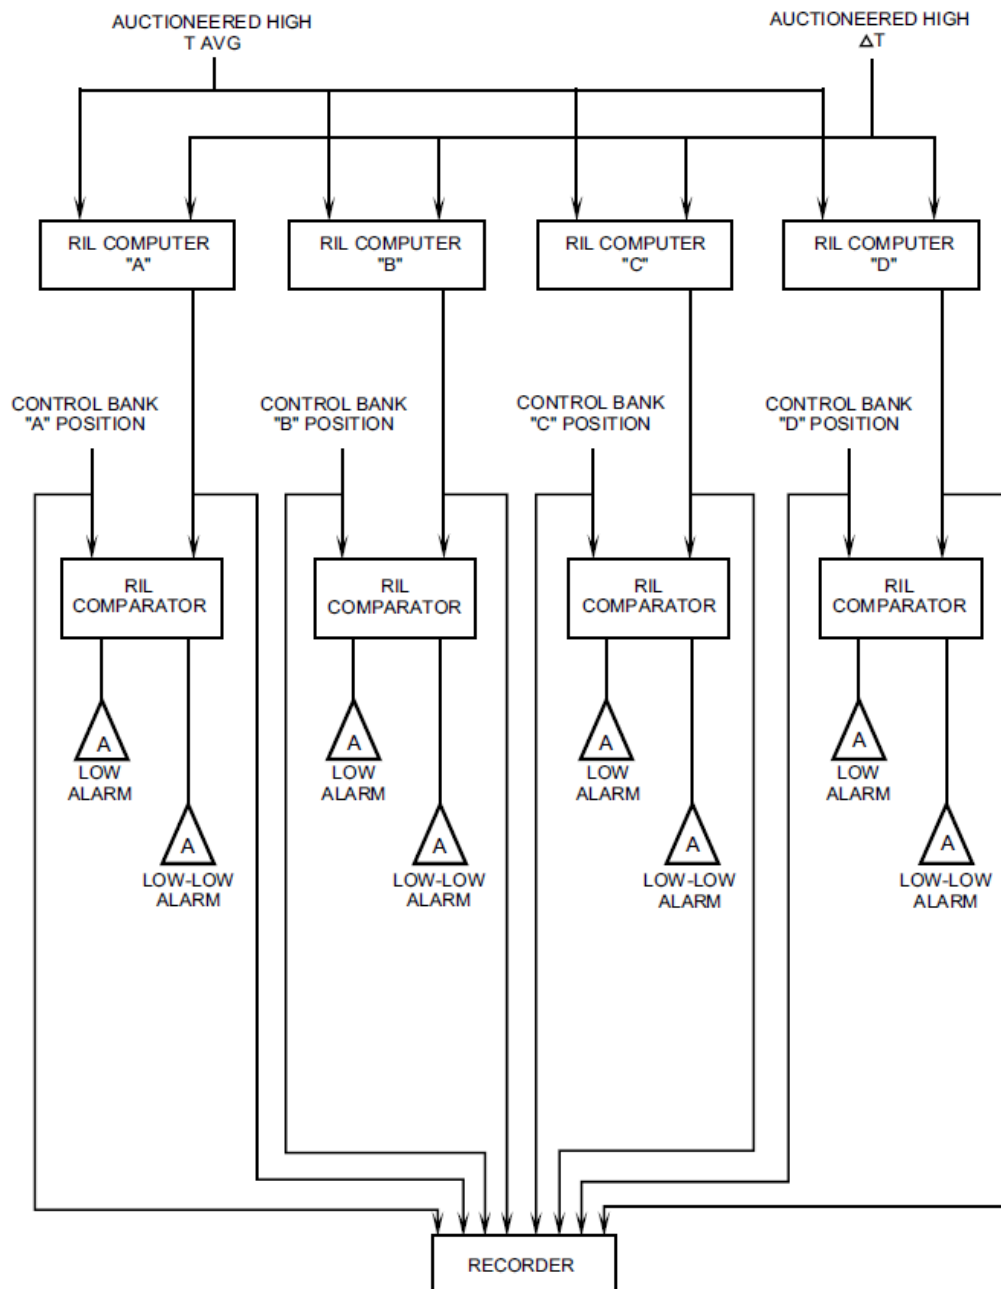 AUCTIONEERED HIGH
T AVG
AUCTIONEERED HIGH
△T
RIL COMPUTER
"A"
RIL COMPUTER
"B"
RIL COMPUTER
"C"
RIL COMPUTER
"D"
CONTROL BANK
"A" POSITION
CONTROL BANK
"B" POSITION
CONTROL BANK
"C" POSITION
CONTROL BANK
"D" POSITION
RIL
COMPARATOR
RIL
COMPARATOR
RIL
COMPARATOR
RIL
COMPARATOR
A
LOW
ALARM
A
LOW
ALARM
A
LOW
ALARM
A
LOW
ALARM
A
LOW-LOW
ALARM
A
LOW-LOW
ALARM
A
LOW-LOW
ALARM
A
LOW-LOW
ALARM
RECORDER